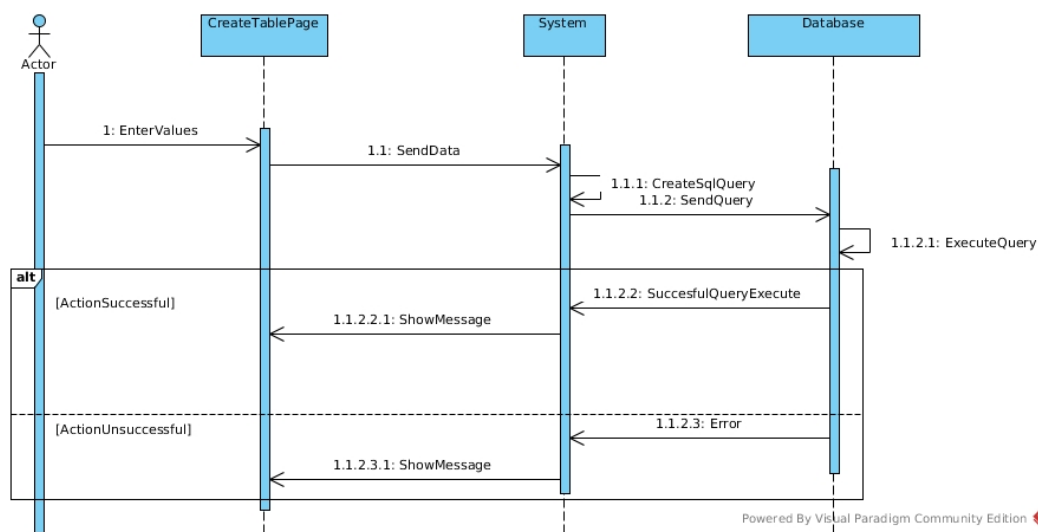 CreateTablePage
System
Database
Actor
1: EnterValues
1.1: SendData
1.1.1: CreateSqlQuery
1.1.2: SendQuery
1.1.2.1: ExecuteQuery
alt
[ActionSuccessful]
1.1.2.2: SuccesfulQueryExecute
1.1.2.2.1: ShowMessage
[ActionUnsuccessful]
1.1.2.3: Error
1.1.2.3.1: ShowMessage
Powered By Visual Paradigm Community Edition